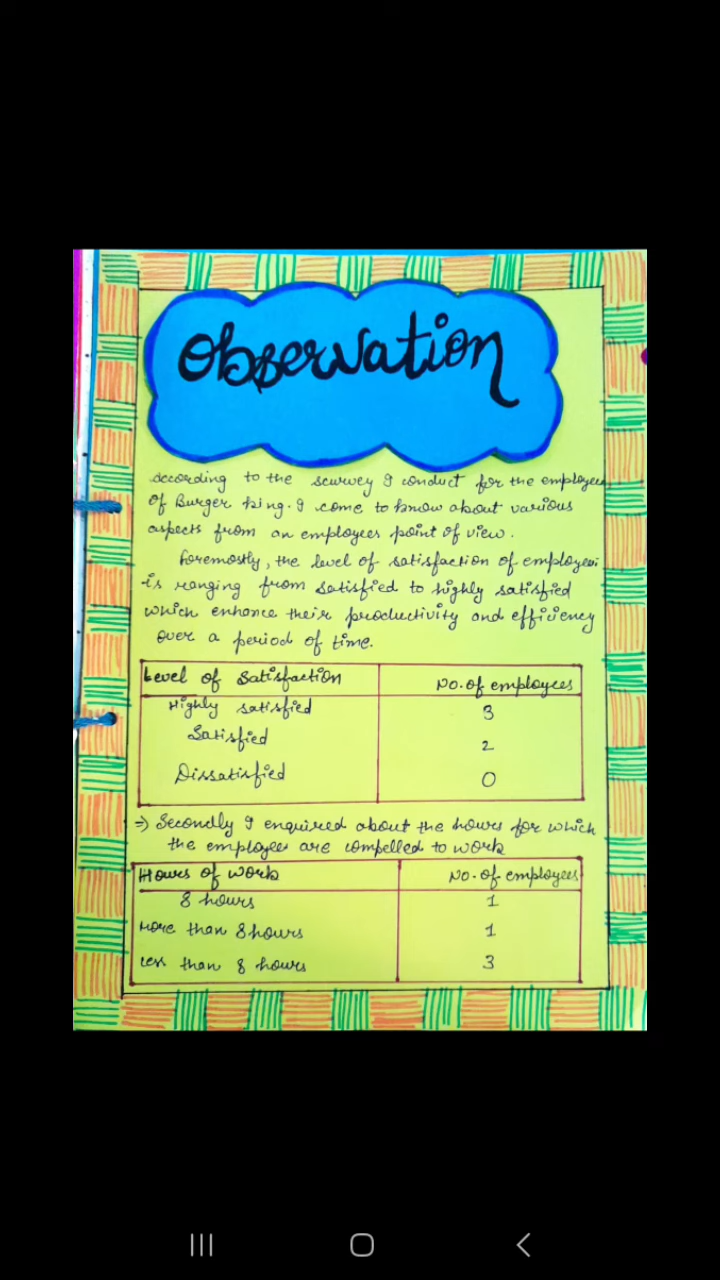 Observation
According to the scurvey I conduct for the employees
of Burger king. I come to know about various
aspects from an employees point of view.
Foremostly, the level of satisfaction of employees
is ranging from satisfied to highly satisfied
which enhance their productivity and efficiency
over a period of time.
Level of Satisfaction No. of employees
Highly satisfied 3
Satisfied 2
Dissatisfied 0
⇒ Secondly I enquired about the hours for which
the employees are compelled to work
Hours of work No. of employees
8 hours 1
More than 8 hours 1
Less than 8 hours 3